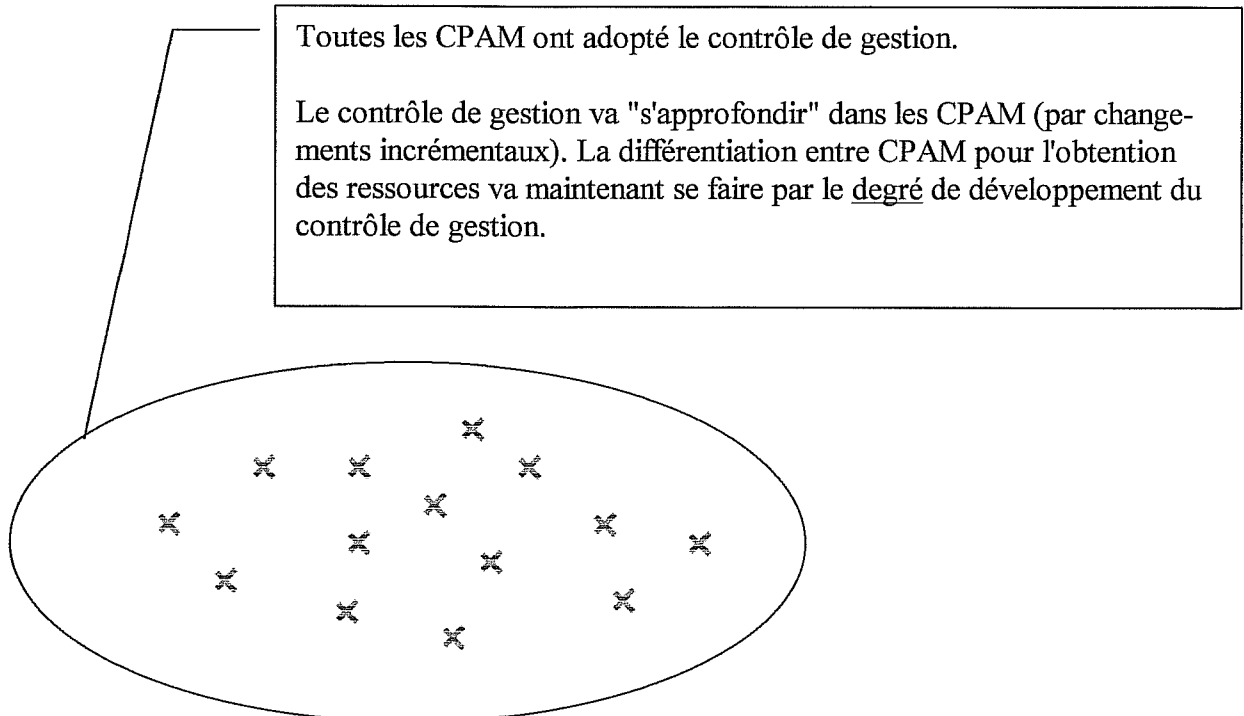 Toutes les CPAM ont adopté le contrôle de gestion.
Le contrôle de gestion va "s'approfondir" dans les CPAM (par change-
ments incrémentaux). La différentiation entre CPAM pour l'obtention
des ressources va maintenant se faire par le degré de développement du
contrôle de gestion.